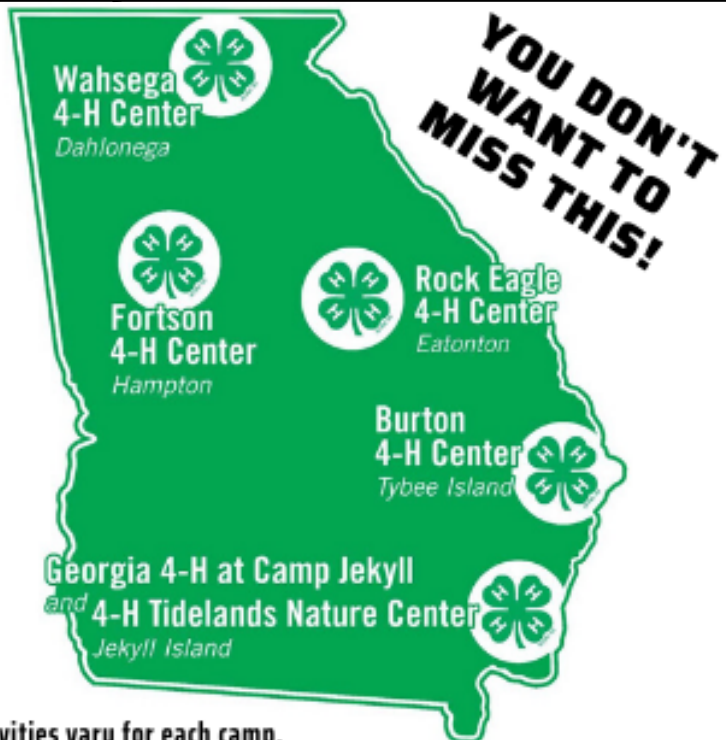 YOU DON'T
WANT TO
MISS THIS!
Wahsega
4-H Center
Dahlonega
H H
H H
Fortson
4-H Center
Hampton
H H
H H
Rock Eagle
4-H Center
Eatonton
H H
H H
Burton
4-H Center
Tybee Island
H H
H H
Georgia 4-H at Camp Jekyll
and 4-H Tidelands Nature Center
Jekyll Island
H H
H H
vary for each camp.